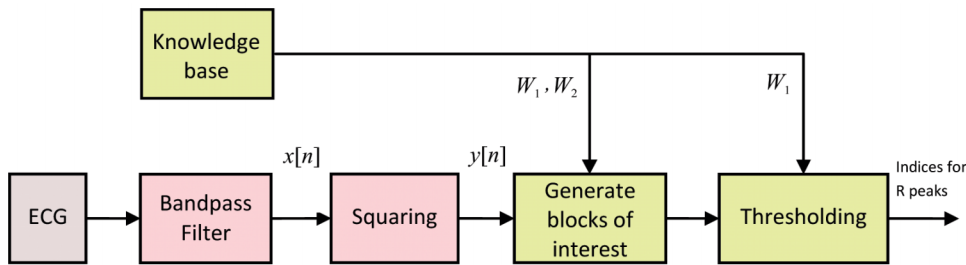 Knowledge
base
W1, W2
W1
x[n]
y[n]
Indices for
R peaks
ECG
Bandpass
Filter
Squaring
Generate
blocks of
interest
Thresholding